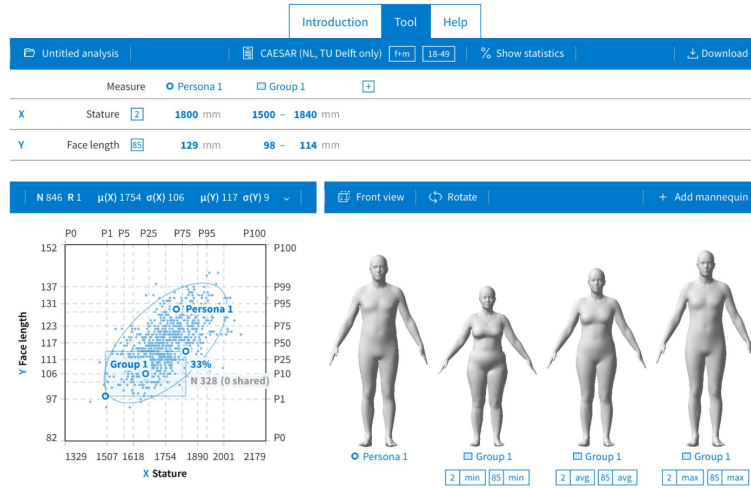 Introduction Tool Help
Untitled analysis CAESAR (NL, TU Delft only) f+m 18-49 % Show statistics Download
Measure Persona 1 Group 1 +
X Stature 2 1800 mm 1500 – 1840 mm
Y Face length 85 129 mm 98 – 114 mm
N 846 R 1 μ(X) 1754 σ(X) 106 μ(Y) 117 σ(Y) 9
Front view Rotate + Add mannequin
P0 P1 P5 P25 P75 P95 P100
152 P100
137 P99
131 P95
Persona 1
123 P75
117 P50
111 P25
Group 1 33%
106 P10
N 328 (0 shared)
97 P1
82 P0
Y Face length
1329 1507 1618 1754 1890 2001 2179
X Stature
Persona 1 Group 1 Group 1 Group 1
2 min 85 min 2 avg 85 avg 2 max 85 max